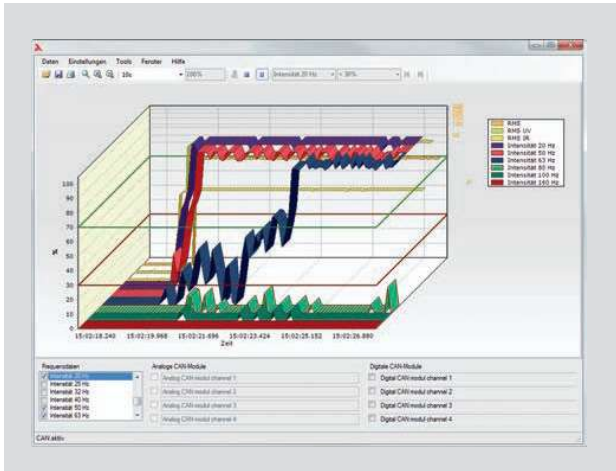 Daten Einstellungen Tools Fenster Hilfe
10s 100% Intensität 20 Hz < 30%
RMS
RMS UV
RMS IR
Intensität 20 Hz
Intensität 50 Hz
Intensität 63 Hz
Intensität 80 Hz
Intensität 100 Hz
Intensität 160 Hz
100
90
80
70
60
50
40
30
20
10
0
%
15:02:18.240 15:02:19.968 15:02:21.696 15:02:23.424 15:02:25.152 15:02:26.880
Zeit
Frequenzdaten Analoge CAN-Module Digitale CAN-Module
Intensität 20 Hz
Intensität 25 Hz
Intensität 32 Hz
Intensität 40 Hz
Intensität 50 Hz
Intensität 63 Hz
Analog CAN-modul channel 1
Analog CAN-modul channel 2
Analog CAN-modul channel 3
Analog CAN-modul channel 4
Digital CAN-modul channel 1
Digital CAN-modul channel 2
Digital CAN-modul channel 3
Digital CAN-modul channel 4
CAN aktiv